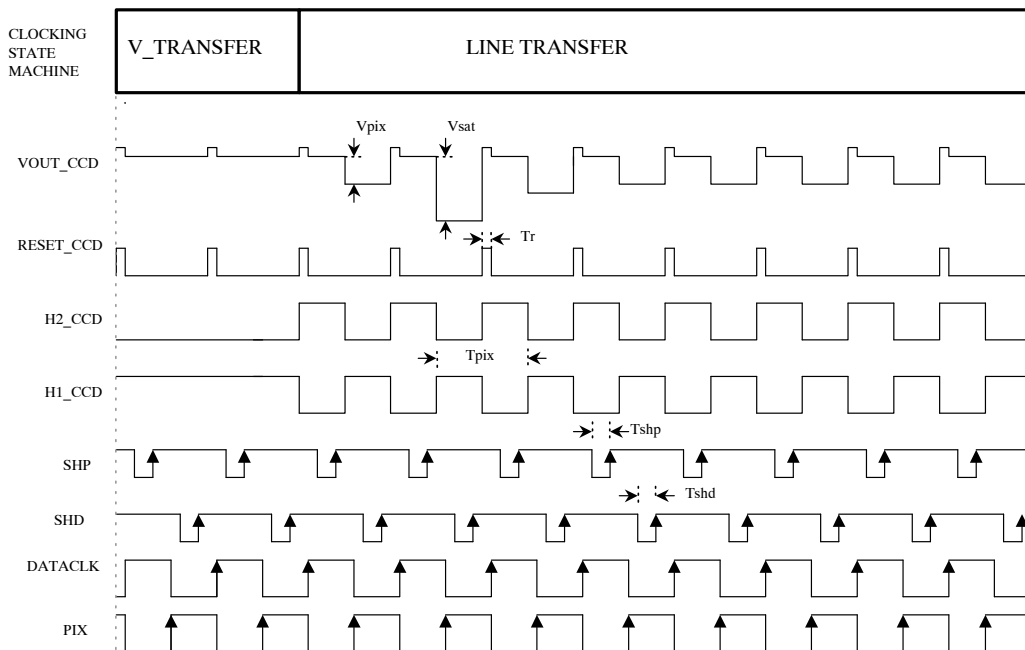 CLOCKING
STATE
MACHINE
V_TRANSFER
LINE TRANSFER
Vpix
Vsat
VOUT_CCD
Tr
RESET_CCD
H2_CCD
Tpix
H1_CCD
Tshp
SHP
Tshd
SHD
DATACLK
PIX